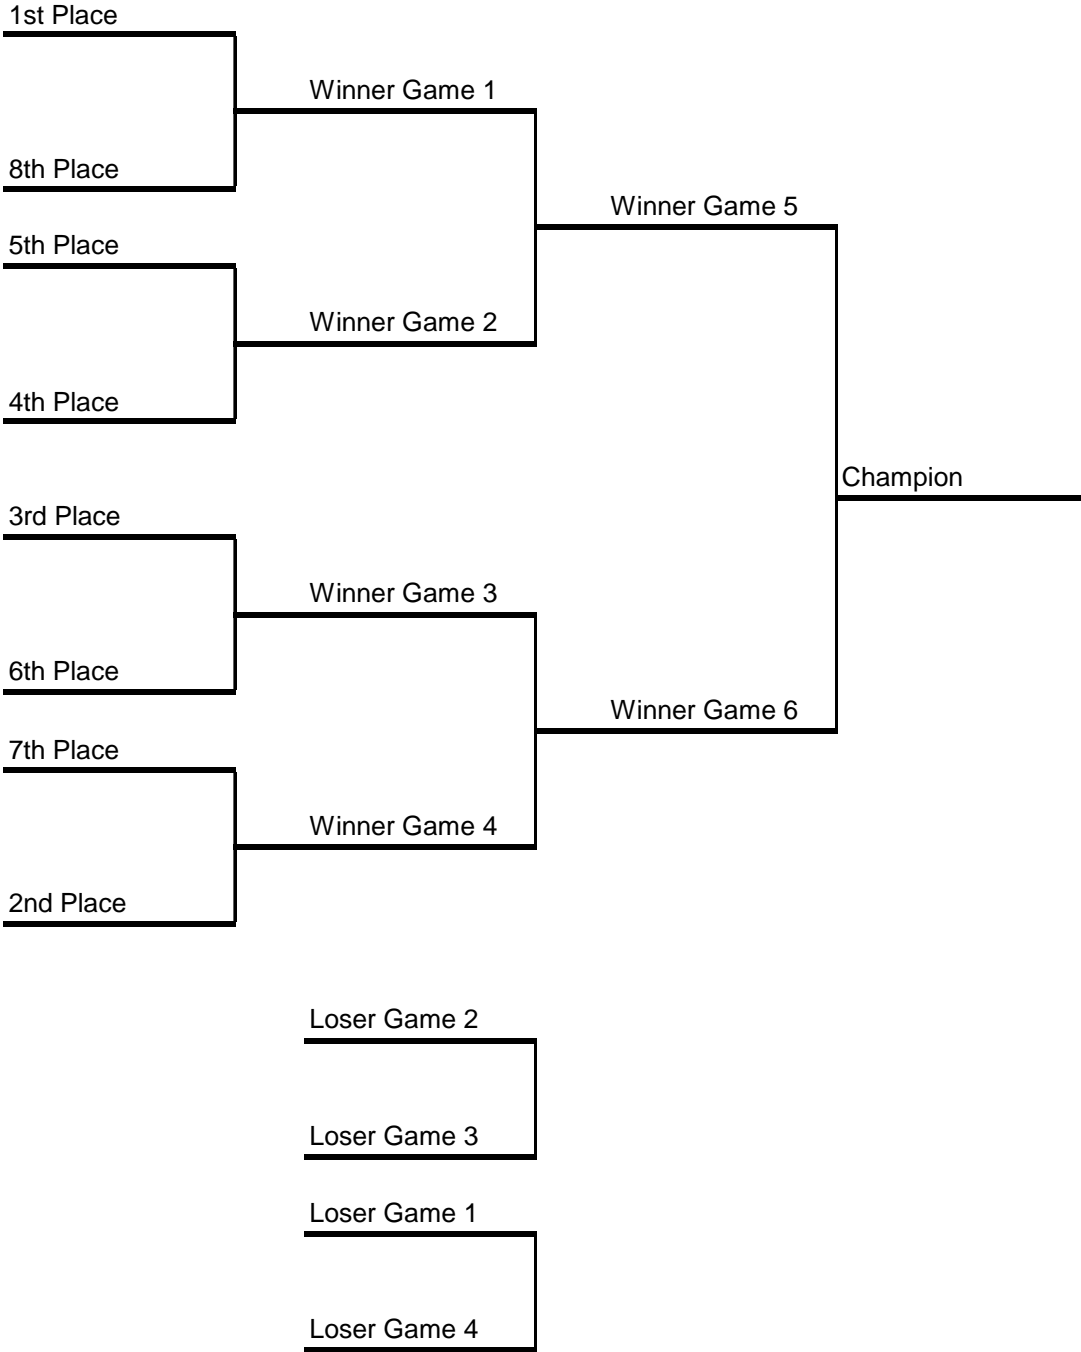 1st Place
Winner Game 1
8th Place
Winner Game 5
5th Place
Winner Game 2
4th Place
Champion
3rd Place
Winner Game 3
6th Place
Winner Game 6
7th Place
Winner Game 4
2nd Place
Loser Game 2
Loser Game 3
Loser Game 1
Loser Game 4